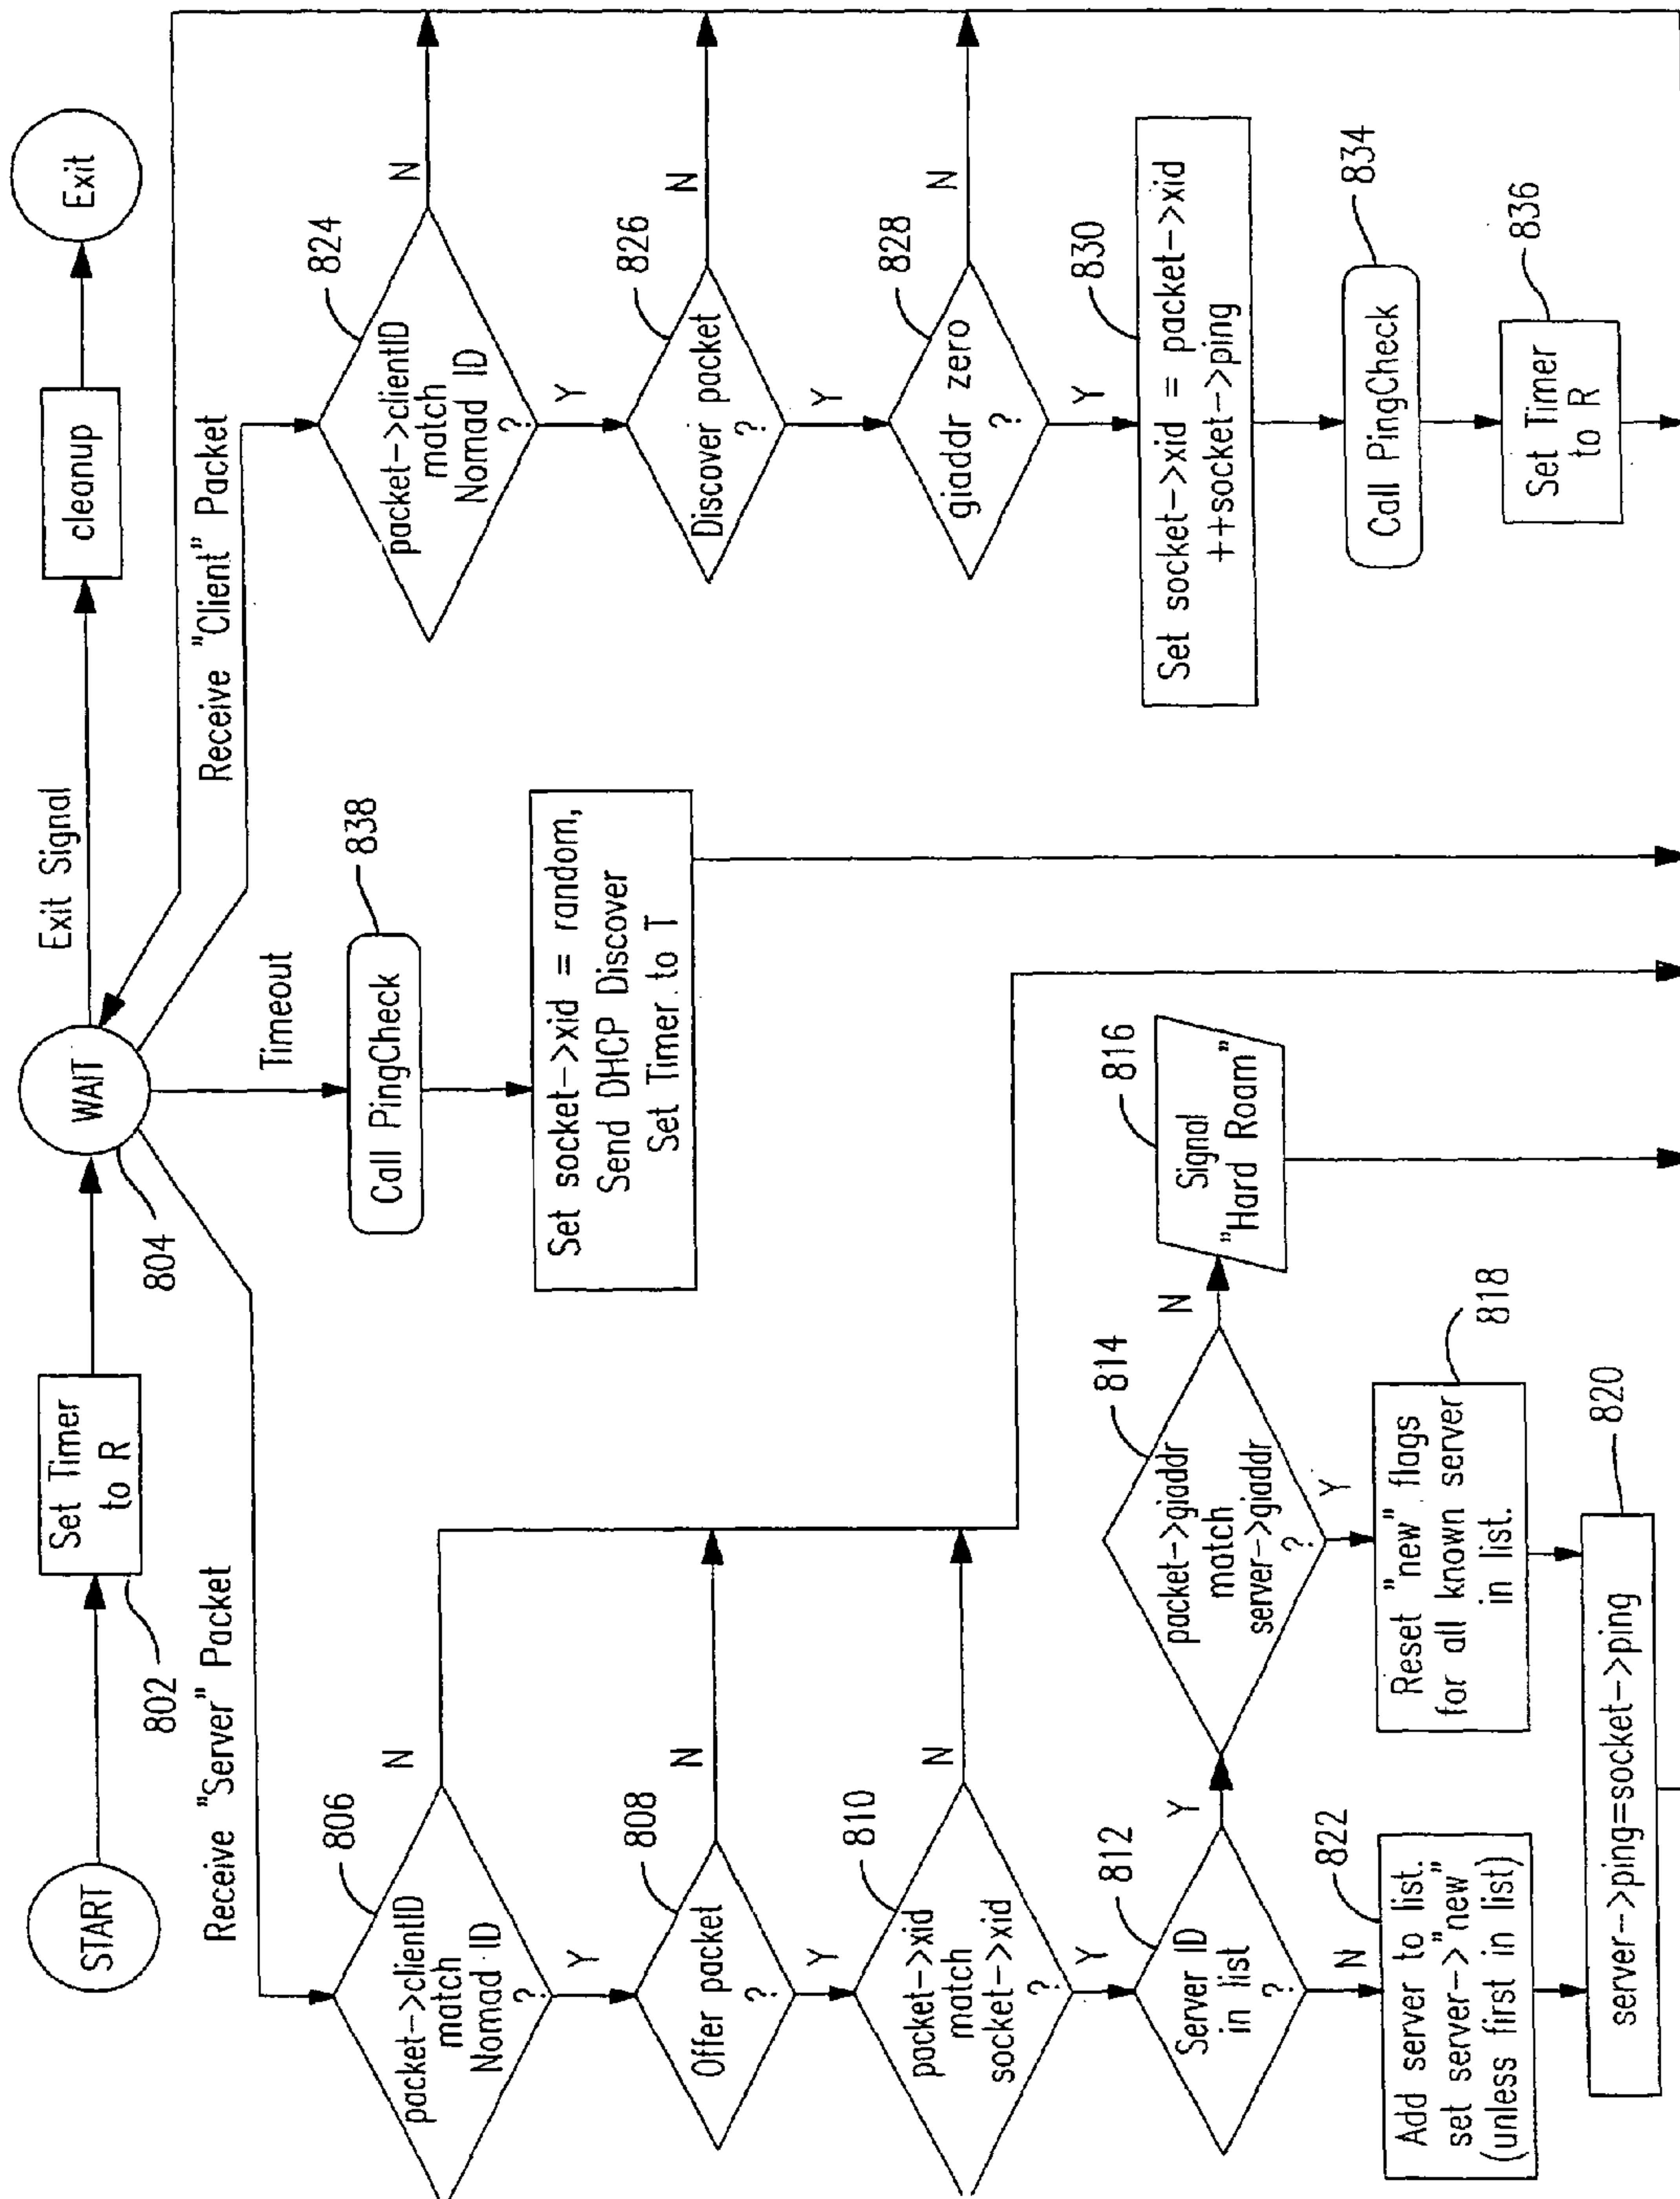 START
Set Timer
to R
802
WAIT
804
Exit Signal
cleanup
Exit
Receive "Server" Packet
Timeout
Receive "Client" Packet
packet->clientID
match
Nomad ID
?
806
N
Y
Offer packet
?
808
N
Y
packet->xid
match
socket->xid
?
810
N
Y
Server ID
in list
?
812
Y
N
packet->giaddr
match
server->giaddr
?
814
N
Y
Signal
"Hard Roam"
816
Reset "new" flags
for all known server
in list.
818
Add server to list.
set server->"new"
(unless first in list)
822
server->ping=socket->ping
820
Call PingCheck
838
Set socket->xid = random,
Send DHCP Discover
Set Timer to T
packet->clientID
match
Nomad ID
?
824
N
Y
Discover packet
?
826
N
Y
giaddr zero
?
828
N
Y
Set socket->xid = packet->xid
++socket->ping
830
Call PingCheck
834
Set Timer
to R
836